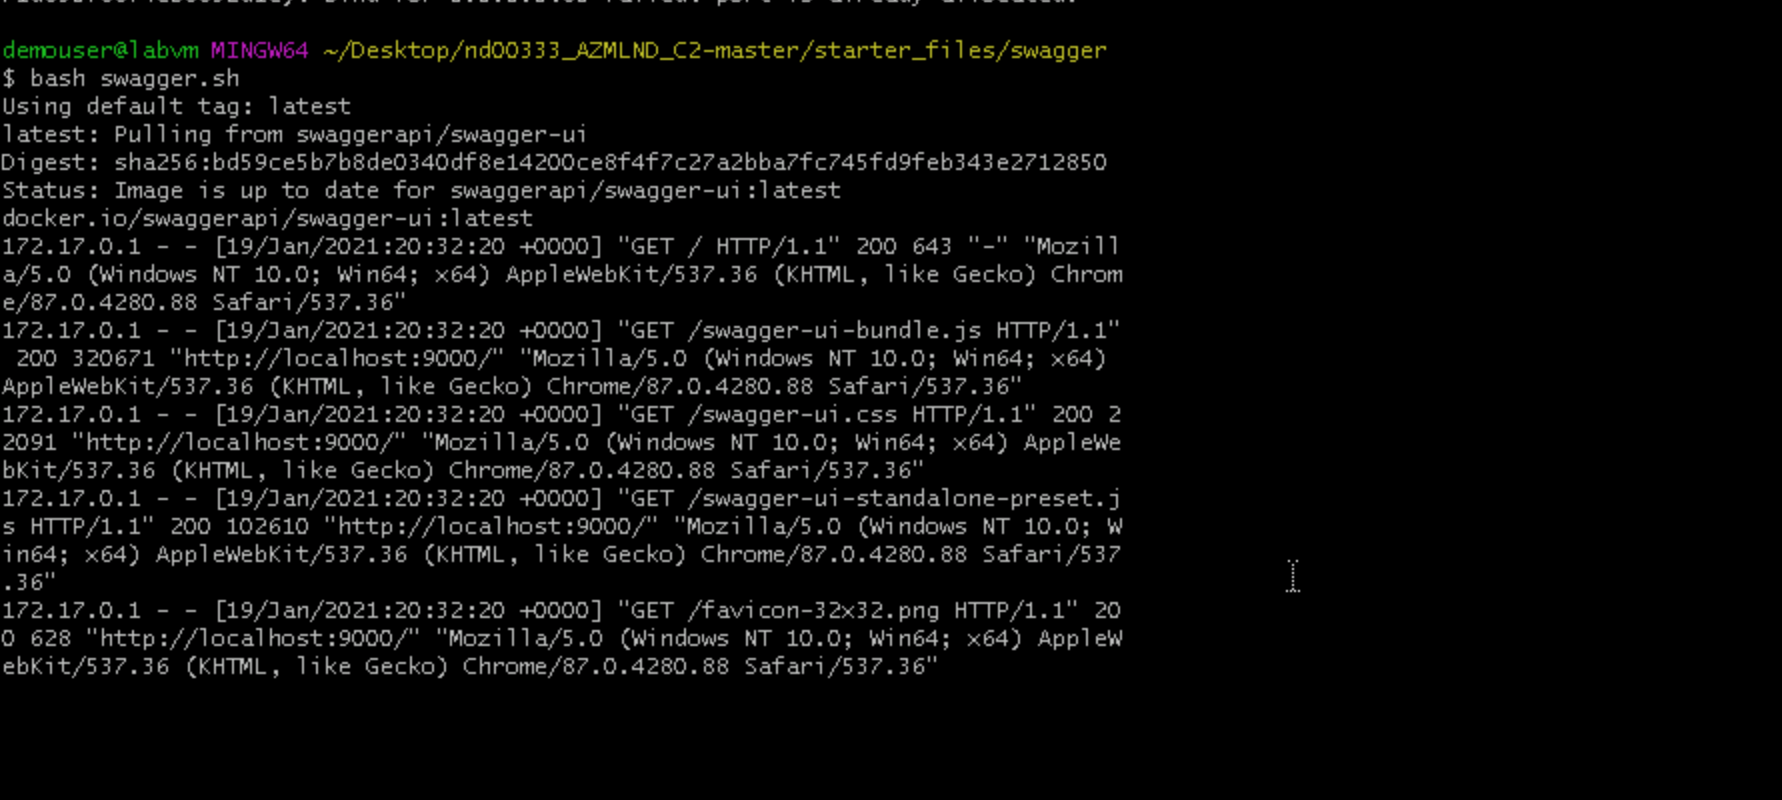 demouser@labvm MINGW64 ~/Desktop/nd00333_AZMLND_C2-master/starter_files/swagger
$ bash swagger.sh
Using default tag: latest
latest: Pulling from swaggerapi/swagger-ui
Digest: sha256:bd59ce5b7b8de0340df8e14200ce8f4f7c27a2bba7fc745fd9feb343e2712850
Status: Image is up to date for swaggerapi/swagger-ui:latest
docker.io/swaggerapi/swagger-ui:latest
172.17.0.1 - - [19/Jan/2021:20:32:20 +0000] "GET / HTTP/1.1" 200 643 "-" "Mozill
a/5.0 (Windows NT 10.0; Win64; x64) AppleWebKit/537.36 (KHTML, like Gecko) Chrom
e/87.0.4280.88 Safari/537.36"
172.17.0.1 - - [19/Jan/2021:20:32:20 +0000] "GET /swagger-ui-bundle.js HTTP/1.1"
 200 320671 "http://localhost:9000/" "Mozilla/5.0 (Windows NT 10.0; Win64; x64)
AppleWebKit/537.36 (KHTML, like Gecko) Chrome/87.0.4280.88 Safari/537.36"
172.17.0.1 - - [19/Jan/2021:20:32:20 +0000] "GET /swagger-ui.css HTTP/1.1" 200 2
2091 "http://localhost:9000/" "Mozilla/5.0 (Windows NT 10.0; Win64; x64) AppleWe
bKit/537.36 (KHTML, like Gecko) Chrome/87.0.4280.88 Safari/537.36"
172.17.0.1 - - [19/Jan/2021:20:32:20 +0000] "GET /swagger-ui-standalone-preset.j
s HTTP/1.1" 200 102610 "http://localhost:9000/" "Mozilla/5.0 (Windows NT 10.0; W
in64; x64) AppleWebKit/537.36 (KHTML, like Gecko) Chrome/87.0.4280.88 Safari/537
.36"
172.17.0.1 - - [19/Jan/2021:20:32:20 +0000] "GET /favicon-32x32.png HTTP/1.1" 20
0 628 "http://localhost:9000/" "Mozilla/5.0 (Windows NT 10.0; Win64; x64) AppleW
ebKit/537.36 (KHTML, like Gecko) Chrome/87.0.4280.88 Safari/537.36"